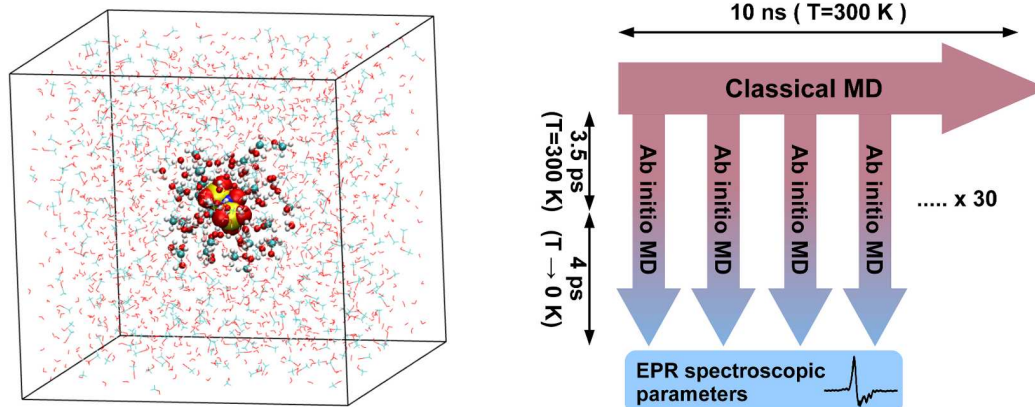 10 ns ( T=300 K )
Classical MD
3.5 ps
(T=300 K)
4 ps
(T → 0 K)
Ab initio MD
Ab initio MD
Ab initio MD
Ab initio MD
..... x 30
EPR spectroscopic
parameters